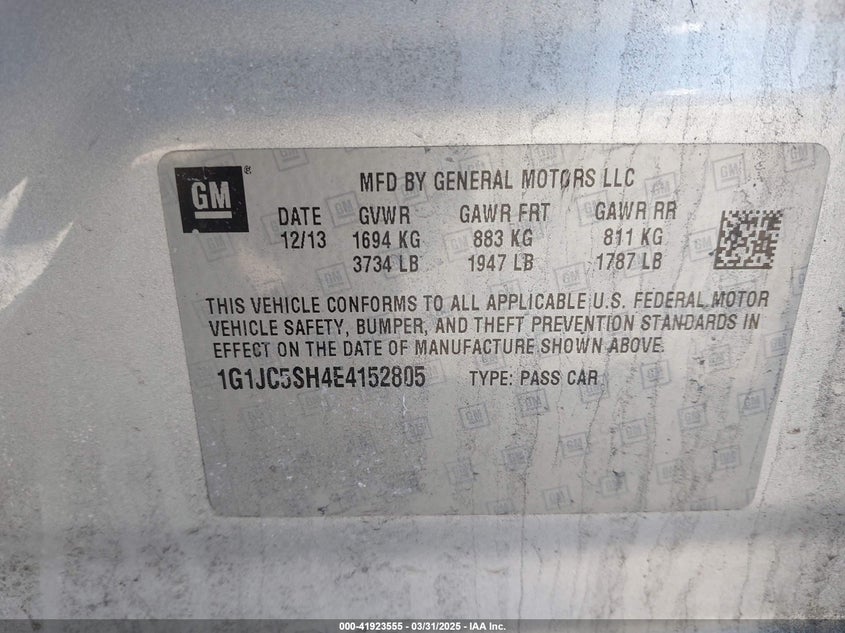 GM ®
MFD BY GENERAL MOTORS LLC
DATE GVWR GAWR FRT GAWR RR
12/13 1694 KG 883 KG 811 KG
3734 LB 1947 LB 1787 LB
THIS VEHICLE CONFORMS TO ALL APPLICABLE U.S. FEDERAL MOTOR
VEHICLE SAFETY, BUMPER, AND THEFT PREVENTION STANDARDS IN
EFFECT ON THE DATE OF MANUFACTURE SHOWN ABOVE.
1G1JC5SH4E4152805 TYPE: PASS CAR
000-41923555 - 03/31/2025 - IAA Inc.